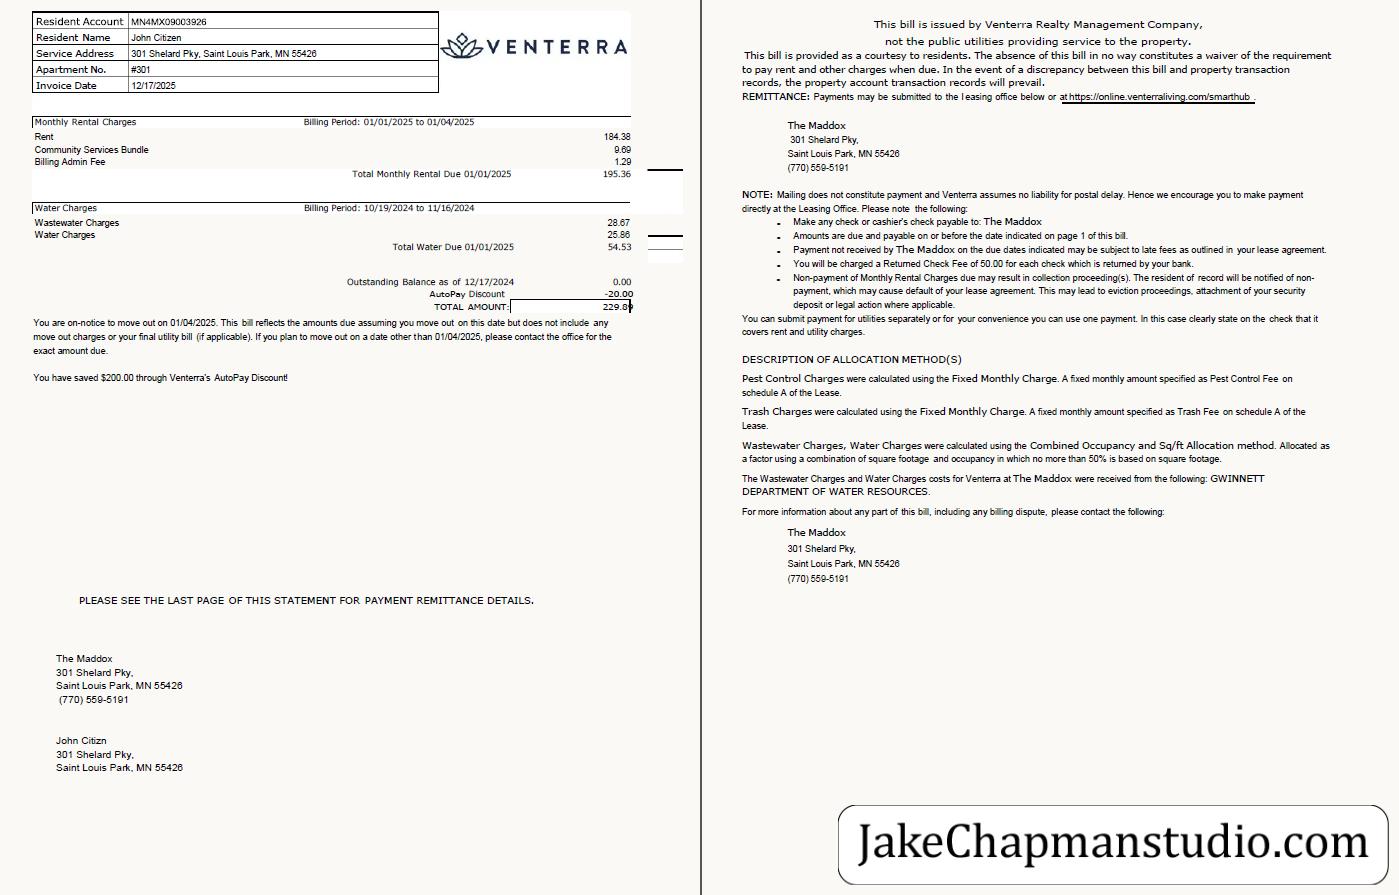 Resident Account MN4MX09003926
Resident Name John Citizen
Service Address 301 Shelard Pky, Saint Louis Park, MN 55426
Apartment No. #301
Invoice Date 12/17/2025
VENTERRA
Monthly Rental Charges Billing Period: 01/01/2025 to 01/04/2025
Rent 184.38
Community Services Bundle 9.69
Billing Admin Fee 1.29
Total Monthly Rental Due 01/01/2025 195.36
Water Charges Billing Period: 10/19/2024 to 11/16/2024
Wastewater Charges 28.67
Water Charges 25.86
Total Water Due 01/01/2025 54.53
Outstanding Balance as of 12/17/2024 0.00
AutoPay Discount -20.00
TOTAL AMOUNT: 229.89
You are on-notice to move out on 01/04/2025. This bill reflects the amounts due assuming you move out on this date but does not include any
move out charges or your final utility bill (if applicable). If you plan to move out on a date other than 01/04/2025, please contact the office for the
exact amount due.
You have saved $200.00 through Venterra's AutoPay Discount!
PLEASE SEE THE LAST PAGE OF THIS STATEMENT FOR PAYMENT REMITTANCE DETAILS.
The Maddox
301 Shelard Pky,
Saint Louis Park, MN 55426
(770) 559-5191
John Citizn
301 Shelard Pky,
Saint Louis Park, MN 55426
This bill is issued by Venterra Realty Management Company,
not the public utilities providing service to the property.
This bill is provided as a courtesy to residents. The absence of this bill in no way constitutes a waiver of the requirement
to pay rent and other charges when due. In the event of a discrepancy between this bill and property transaction
records, the property account transaction records will prevail.
REMITTANCE: Payments may be submitted to the leasing office below or at https://online.venterraliving.com/smarthub .
The Maddox
301 Shelard Pky,
Saint Louis Park, MN 55426
(770) 559-5191
NOTE: Mailing does not constitute payment and Venterra assumes no liability for postal delay. Hence we encourage you to make payment
directly at the Leasing Office. Please note the following:
• Make any check or cashier's check payable to: The Maddox
• Amounts are due and payable on or before the date indicated on page 1 of this bill.
• Payment not received by The Maddox on the due dates indicated may be subject to late fees as outlined in your lease agreement.
• You will be charged a Returned Check Fee of 50.00 for each check which is returned by your bank.
• Non-payment of Monthly Rental Charges due may result in collection proceeding(s). The resident of record will be notified of non-
payment, which may cause default of your lease agreement. This may lead to eviction proceedings, attachment of your security
deposit or legal action where applicable.
You can submit payment for utilities separately or for your convenience you can use one payment. In this case clearly state on the check that it
covers rent and utility charges.
DESCRIPTION OF ALLOCATION METHOD(S)
Pest Control Charges were calculated using the Fixed Monthly Charge. A fixed monthly amount specified as Pest Control Fee on
schedule A of the Lease.
Trash Charges were calculated using the Fixed Monthly Charge. A fixed monthly amount specified as Trash Fee on schedule A of the
Lease.
Wastewater Charges, Water Charges were calculated using the Combined Occupancy and Sq/ft Allocation method. Allocated as
a factor using a combination of square footage and occupancy in which no more than 50% is based on square footage.
The Wastewater Charges and Water Charges costs for Venterra at The Maddox were received from the following: GWINNETT
DEPARTMENT OF WATER RESOURCES.
For more information about any part of this bill, including any billing dispute, please contact the following:
The Maddox
301 Shelard Pky,
Saint Louis Park, MN 55426
(770) 559-5191
JakeChapmanstudio.com